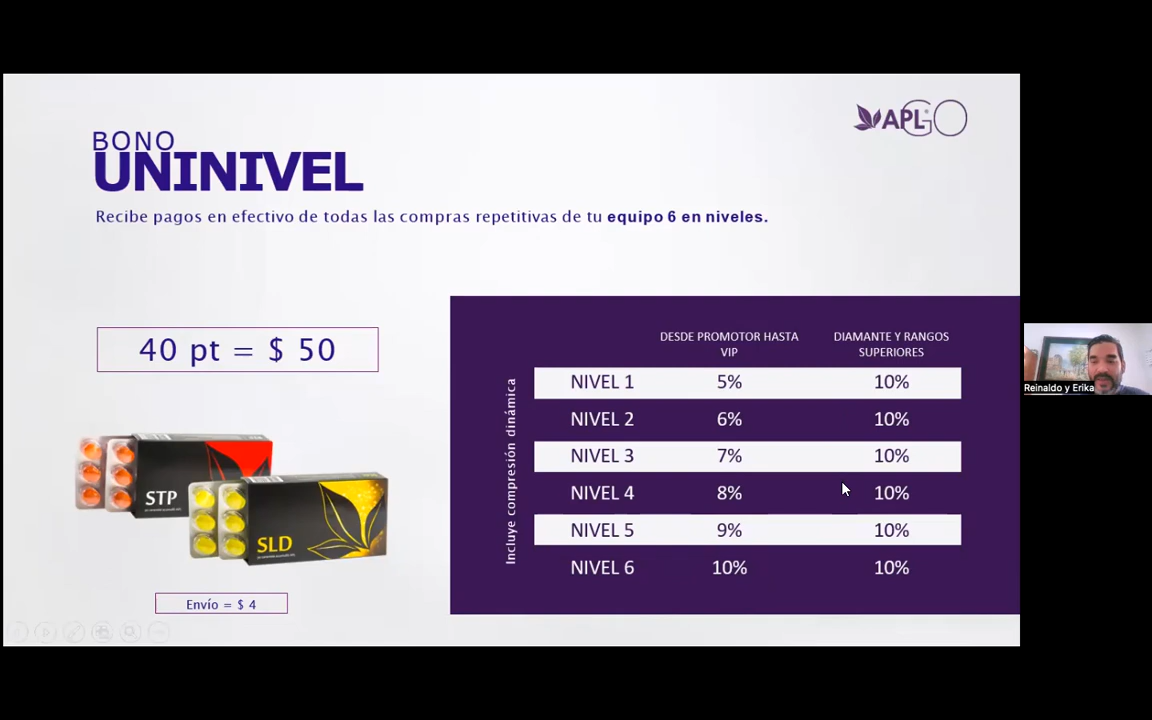 APLGO
BONO
UNINIVEL
Recibe pagos en efectivo de todas las compras repetitivas de tu equipo 6 en niveles.
40 pt = $ 50
STP
SLD
Envío = $ 4
Incluye compresión dinámica
DESDE PROMOTOR HASTA
VIP
DIAMANTE Y RANGOS
SUPERIORES
NIVEL 1 5% 10%
NIVEL 2 6% 10%
NIVEL 3 7% 10%
NIVEL 4 8% 10%
NIVEL 5 9% 10%
NIVEL 6 10% 10%
Reinaldo y Erika